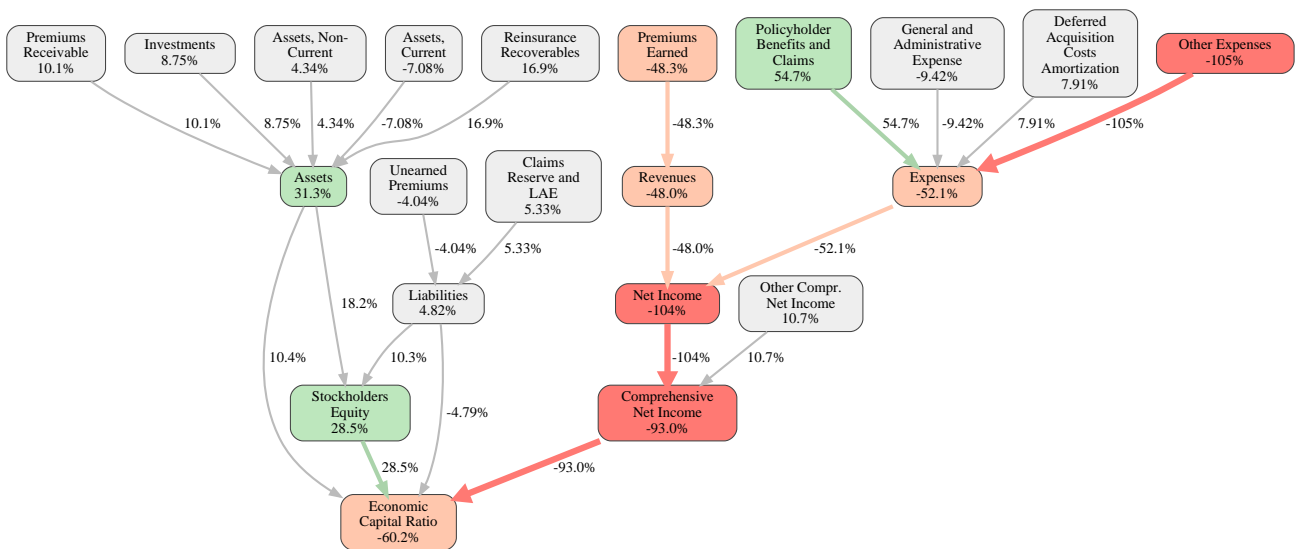 Premiums
Receivable
10.1%
Investments
8.75%
Assets, Non-
Current
4.34%
Assets,
Current
-7.08%
Reinsurance
Recoverables
16.9%
Premiums
Earned
-48.3%
Policyholder
Benefits and
Claims
54.7%
General and
Administrative
Expense
-9.42%
Deferred
Acquisition
Costs
Amortization
7.91%
Other Expenses
-105%
10.1%
8.75%
4.34%
-7.08%
16.9%
-48.3%
54.7%
-9.42%
7.91%
-105%
Assets
31.3%
Unearned
Premiums
-4.04%
Claims
Reserve and
LAE
5.33%
Revenues
-48.0%
Expenses
-52.1%
-4.04%
5.33%
-48.0%
-52.1%
18.2%
Liabilities
4.82%
Net Income
-104%
Other Compr.
Net Income
10.7%
10.4%
10.3%
-104%
10.7%
Stockholders
Equity
28.5%
-4.79%
Comprehensive
Net Income
-93.0%
28.5%
-93.0%
Economic
Capital Ratio
-60.2%